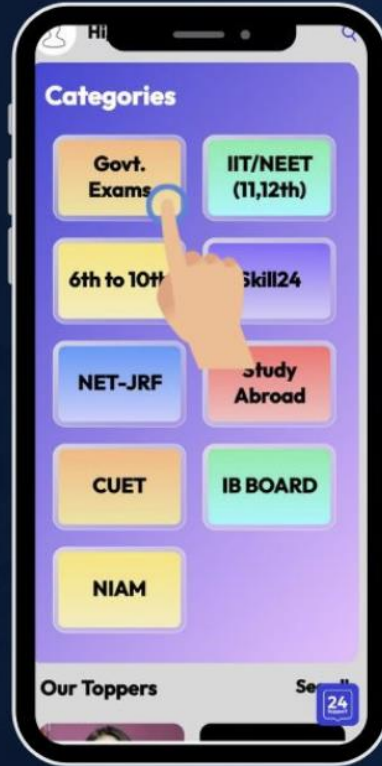 Hi
Categories
Govt.
Exams
IIT/NEET
(11,12th)
6th to 10th
Skill24
NET-JRF
Study
Abroad
CUET
IB BOARD
NIAM
Our Toppers
24